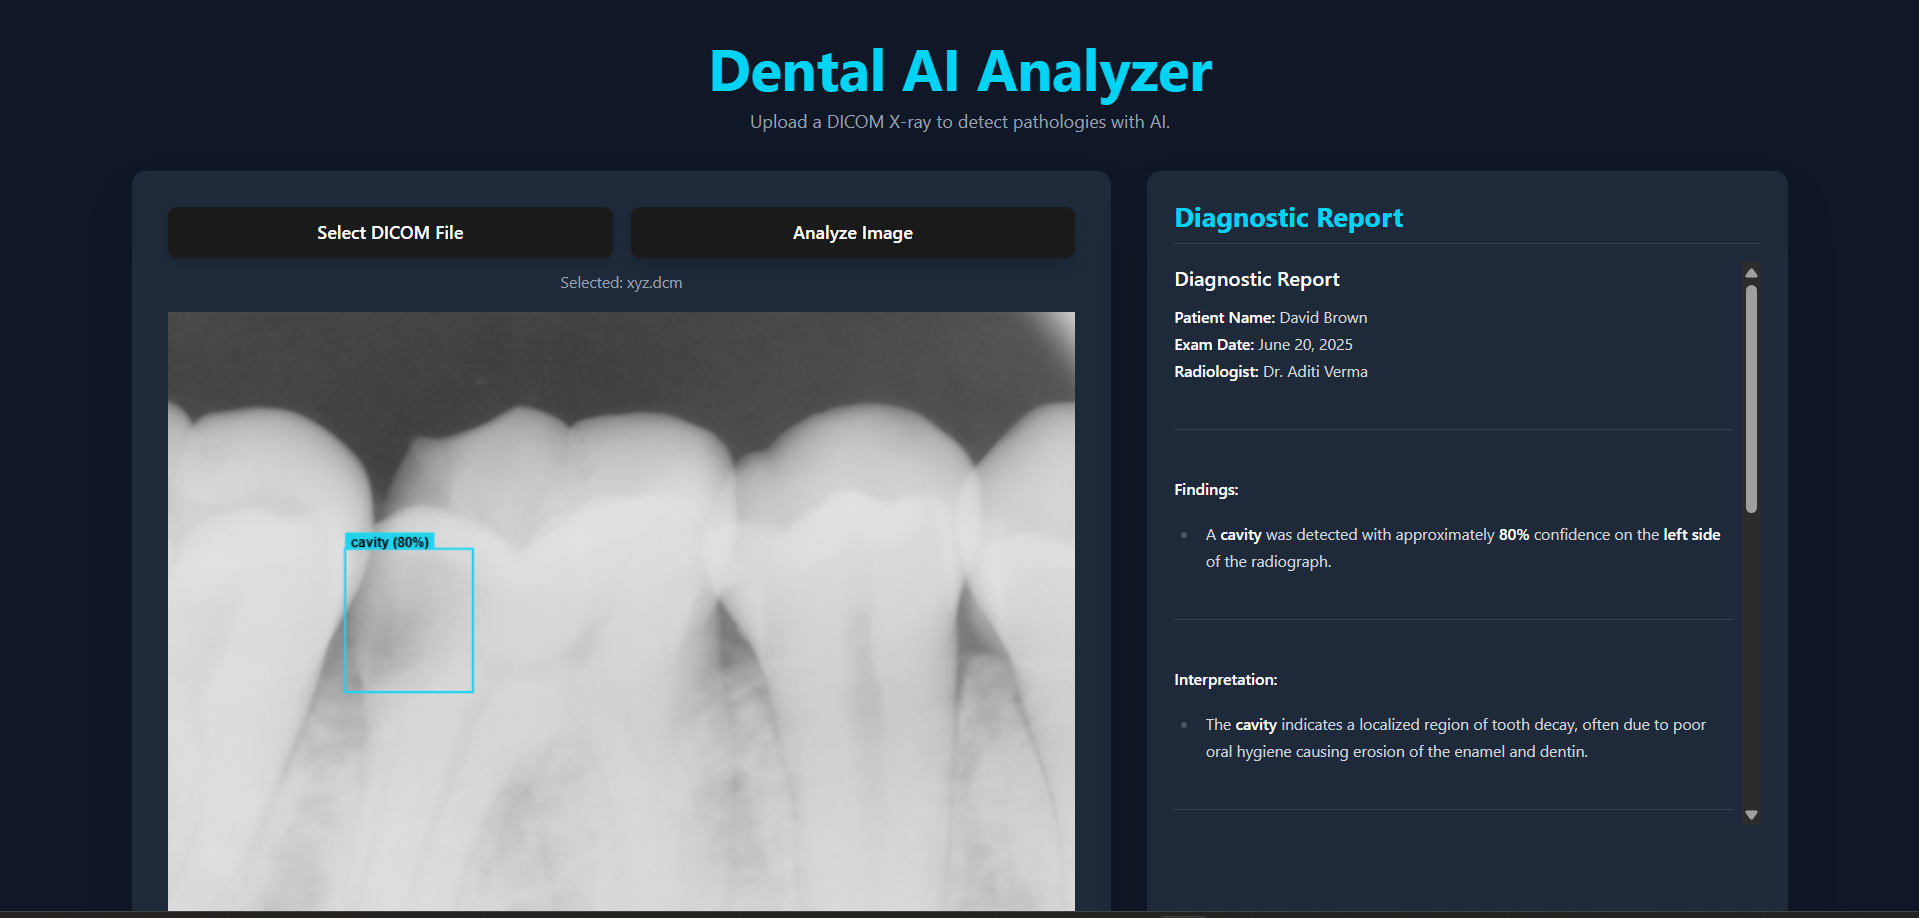 Dental AI Analyzer
Upload a DICOM X-ray to detect pathologies with AI.
Select DICOM File
Analyze Image
Selected: xyz.dcm
cavity (80%)
Diagnostic Report
Diagnostic Report
Patient Name: David Brown
Exam Date: June 20, 2025
Radiologist: Dr. Aditi Verma
Findings:
A cavity was detected with approximately 80% confidence on the left side
of the radiograph.
Interpretation:
The cavity indicates a localized region of tooth decay, often due to poor
oral hygiene causing erosion of the enamel and dentin.